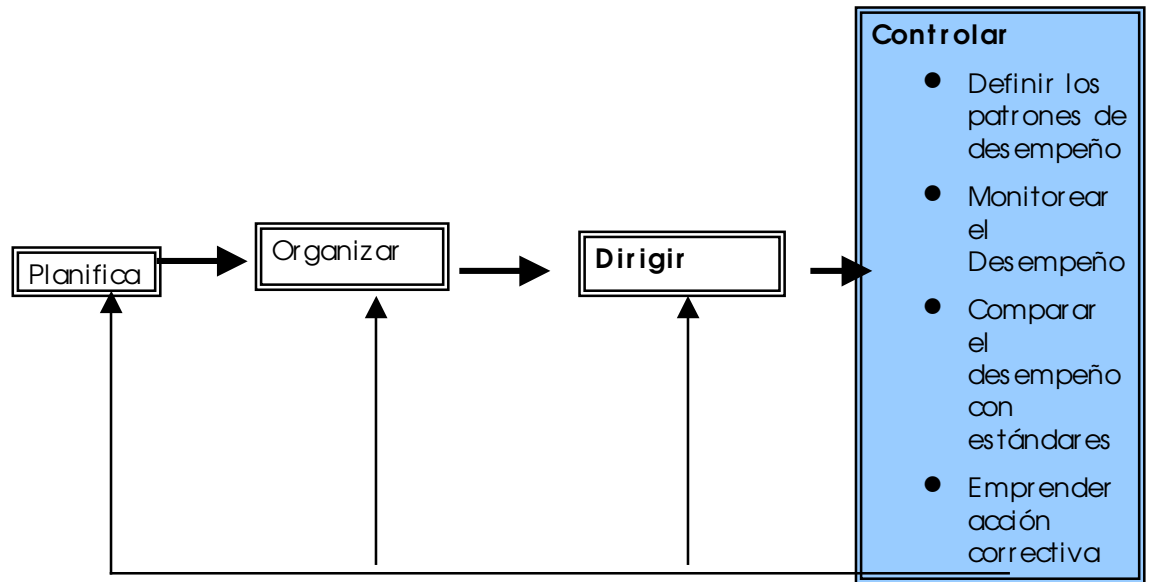 Planifica
Organizar
Dirigir
Controlar
● Definir los
patrones de
desempeño
● Monitorear
el
Desempeño
● Comparar
el
desempeño
con
estándares
● Emprender
acción
correctiva